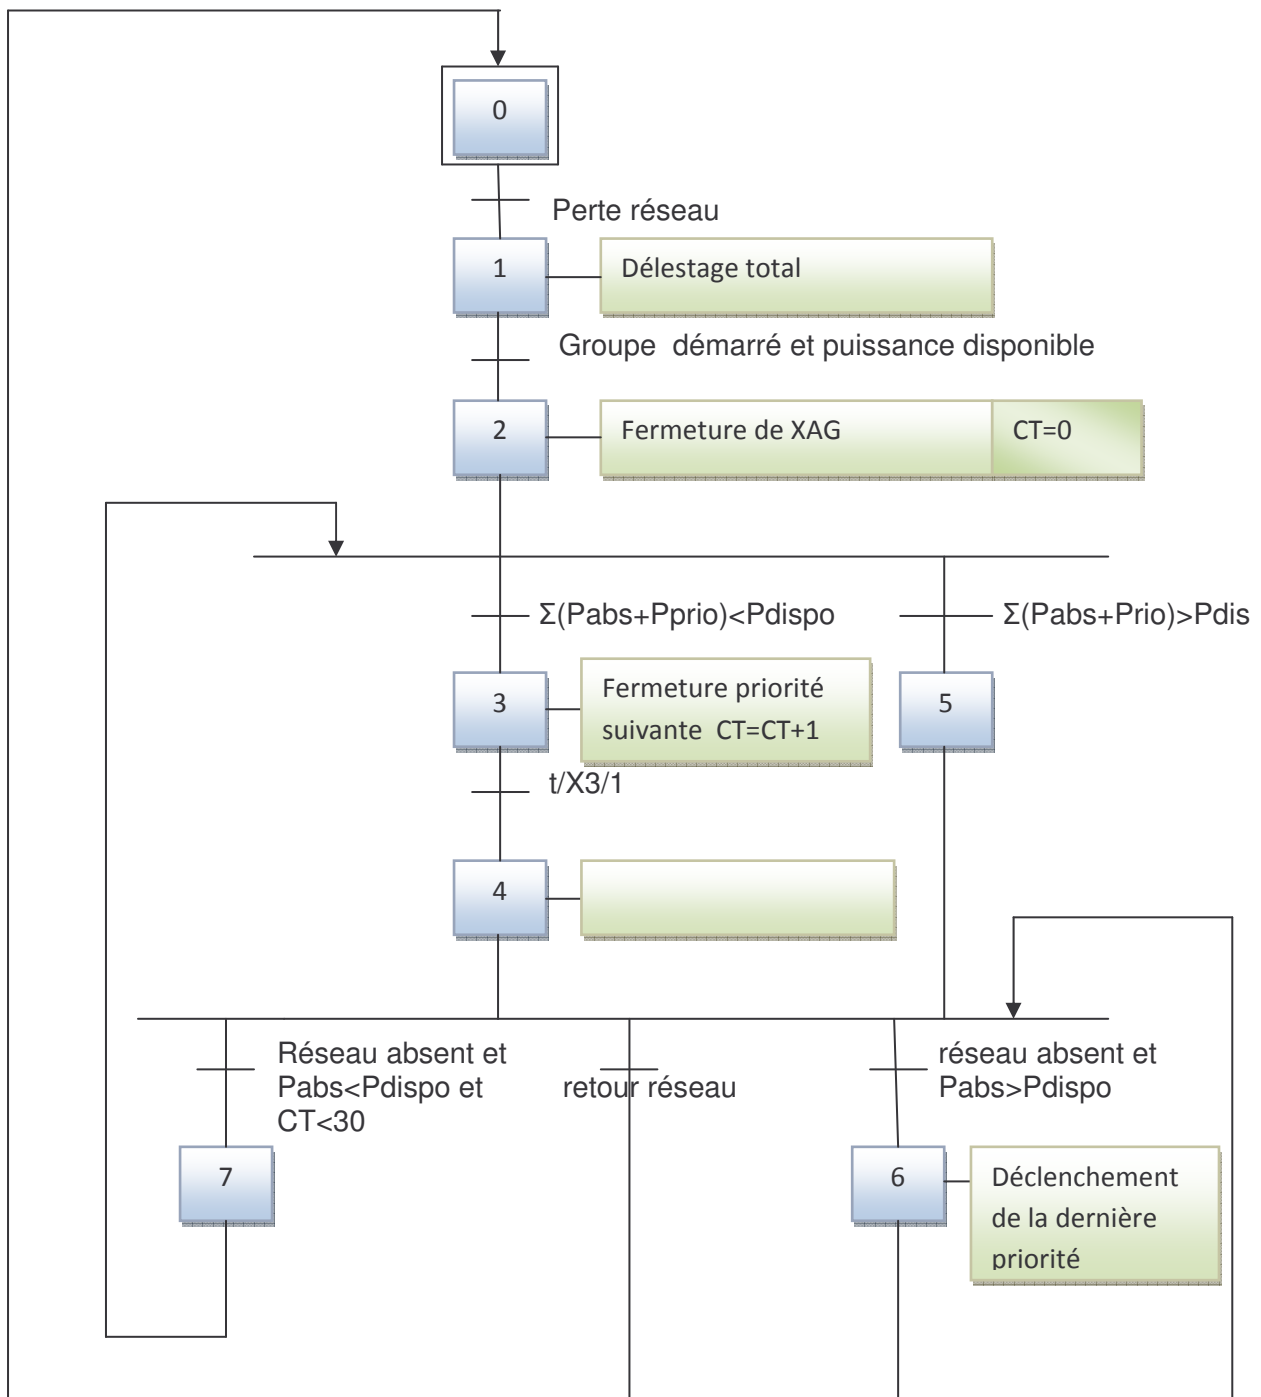 0
Perte réseau
1
Délestage total
Groupe démarré et puissance disponible
2
Fermeture de XAG
CT=0
Σ(Pabs+Pprio)<Pdispo
Σ(Pabs+Prio)>Pdis
3
Fermeture priorité
suivante CT=CT+1
5
t/X3/1
4
Réseau absent et
Pabs<Pdispo et
CT<30
retour réseau
réseau absent et
Pabs>Pdispo
7
6
Déclenchement
de la dernière
priorité